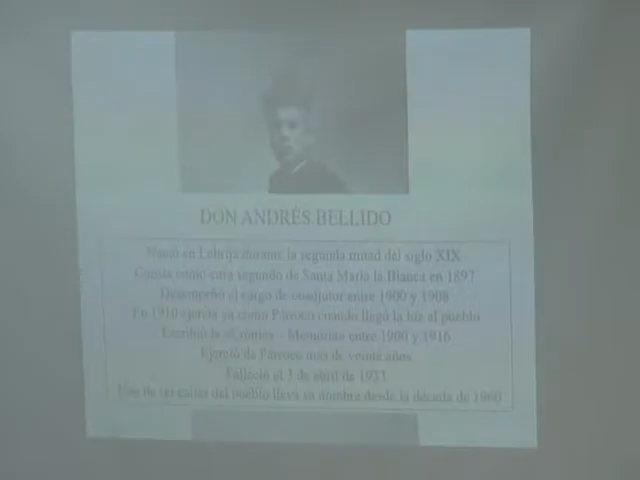 DON ANDRÉS BELLIDO
Nació en Lebrija durante la segunda mitad del siglo XIX
Consta como cura segundo de Santa María la Blanca en 1897
Desempeñó el cargo de coadjutor entre 1900 y 1908
En 1910 ejercía ya como Párroco cuando llegó la luz al pueblo
Escribió la - Memorias entre 1900 y 1916
Ejerció de Párroco más de veinte años
Falleció el 3 de abril de 1933
Una de las calles del pueblo lleva su nombre desde la década de 1960